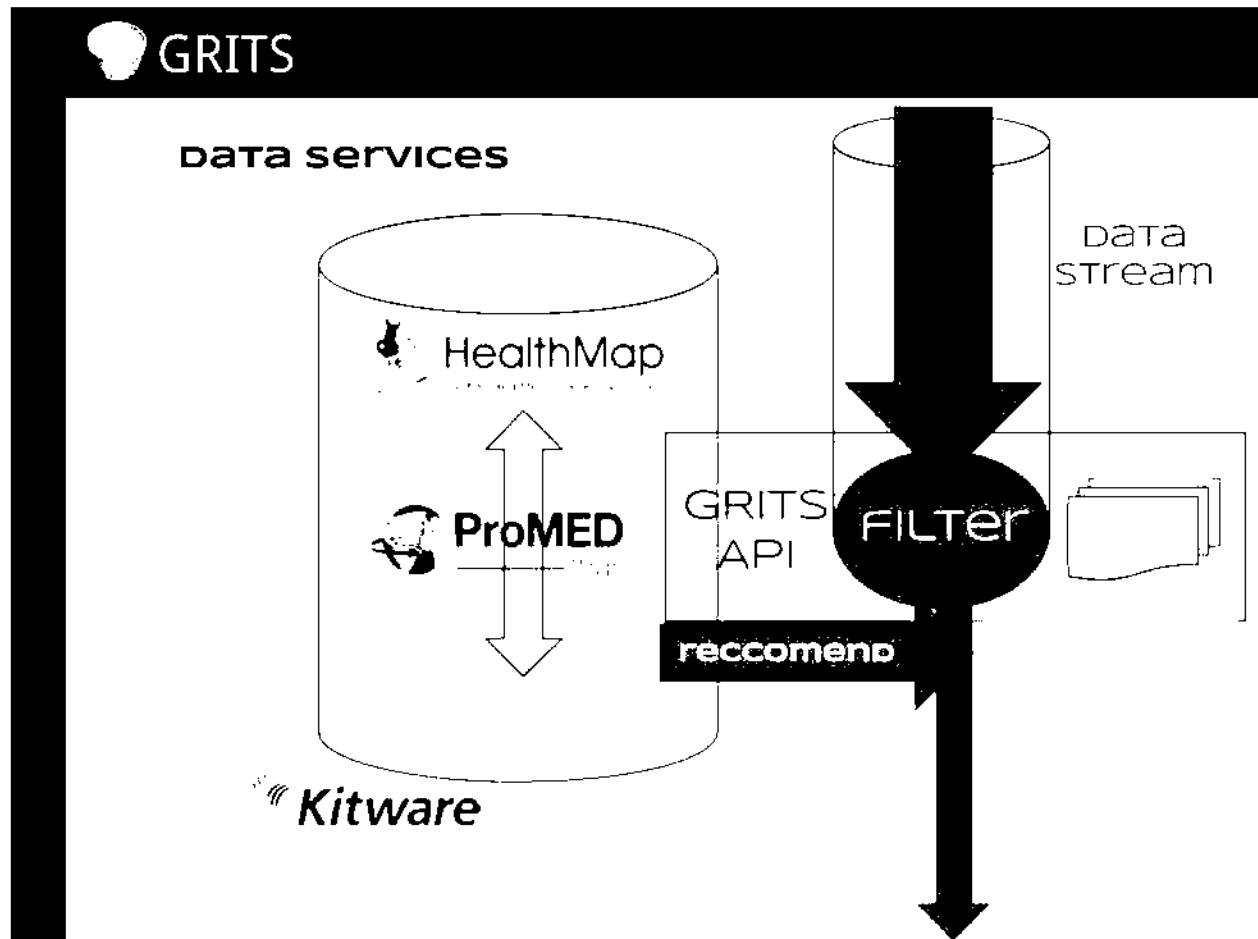 GRITS
DATA SERVICES
DATA
STREAM
HealthMap
GRITS
API
FILTER
ProMED
reccomend
Kitware